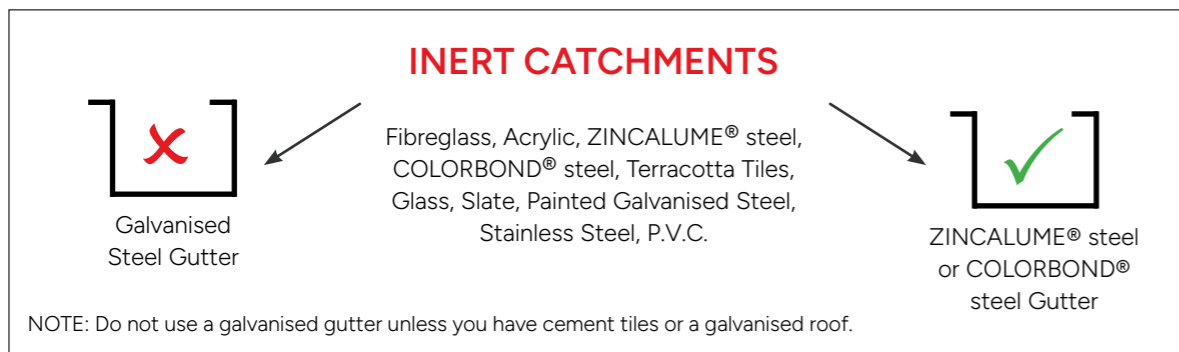 INERT CATCHMENTS
Fibreglass, Acrylic, ZINCALUME® steel,
COLORBOND® steel, Terracotta Tiles,
Glass, Slate, Painted Galvanised Steel,
Stainless Steel, P.V.C.
Galvanised
Steel Gutter
ZINCALUME® steel
or COLORBOND®
steel Gutter
NOTE: Do not use a galvanised gutter unless you have cement tiles or a galvanised roof.